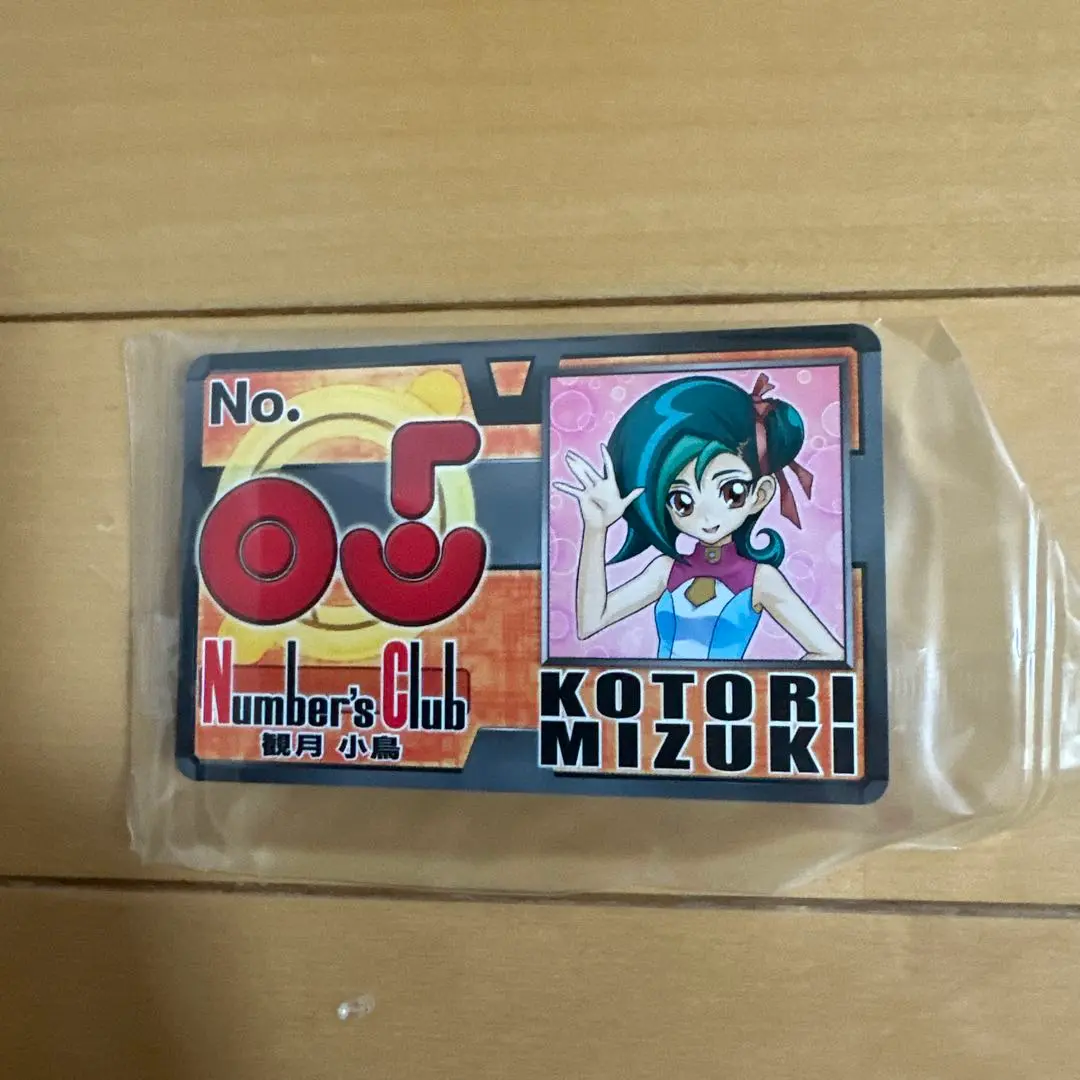 No.
05
Number's Club
観月 小鳥
KOTORI
MIZUKI